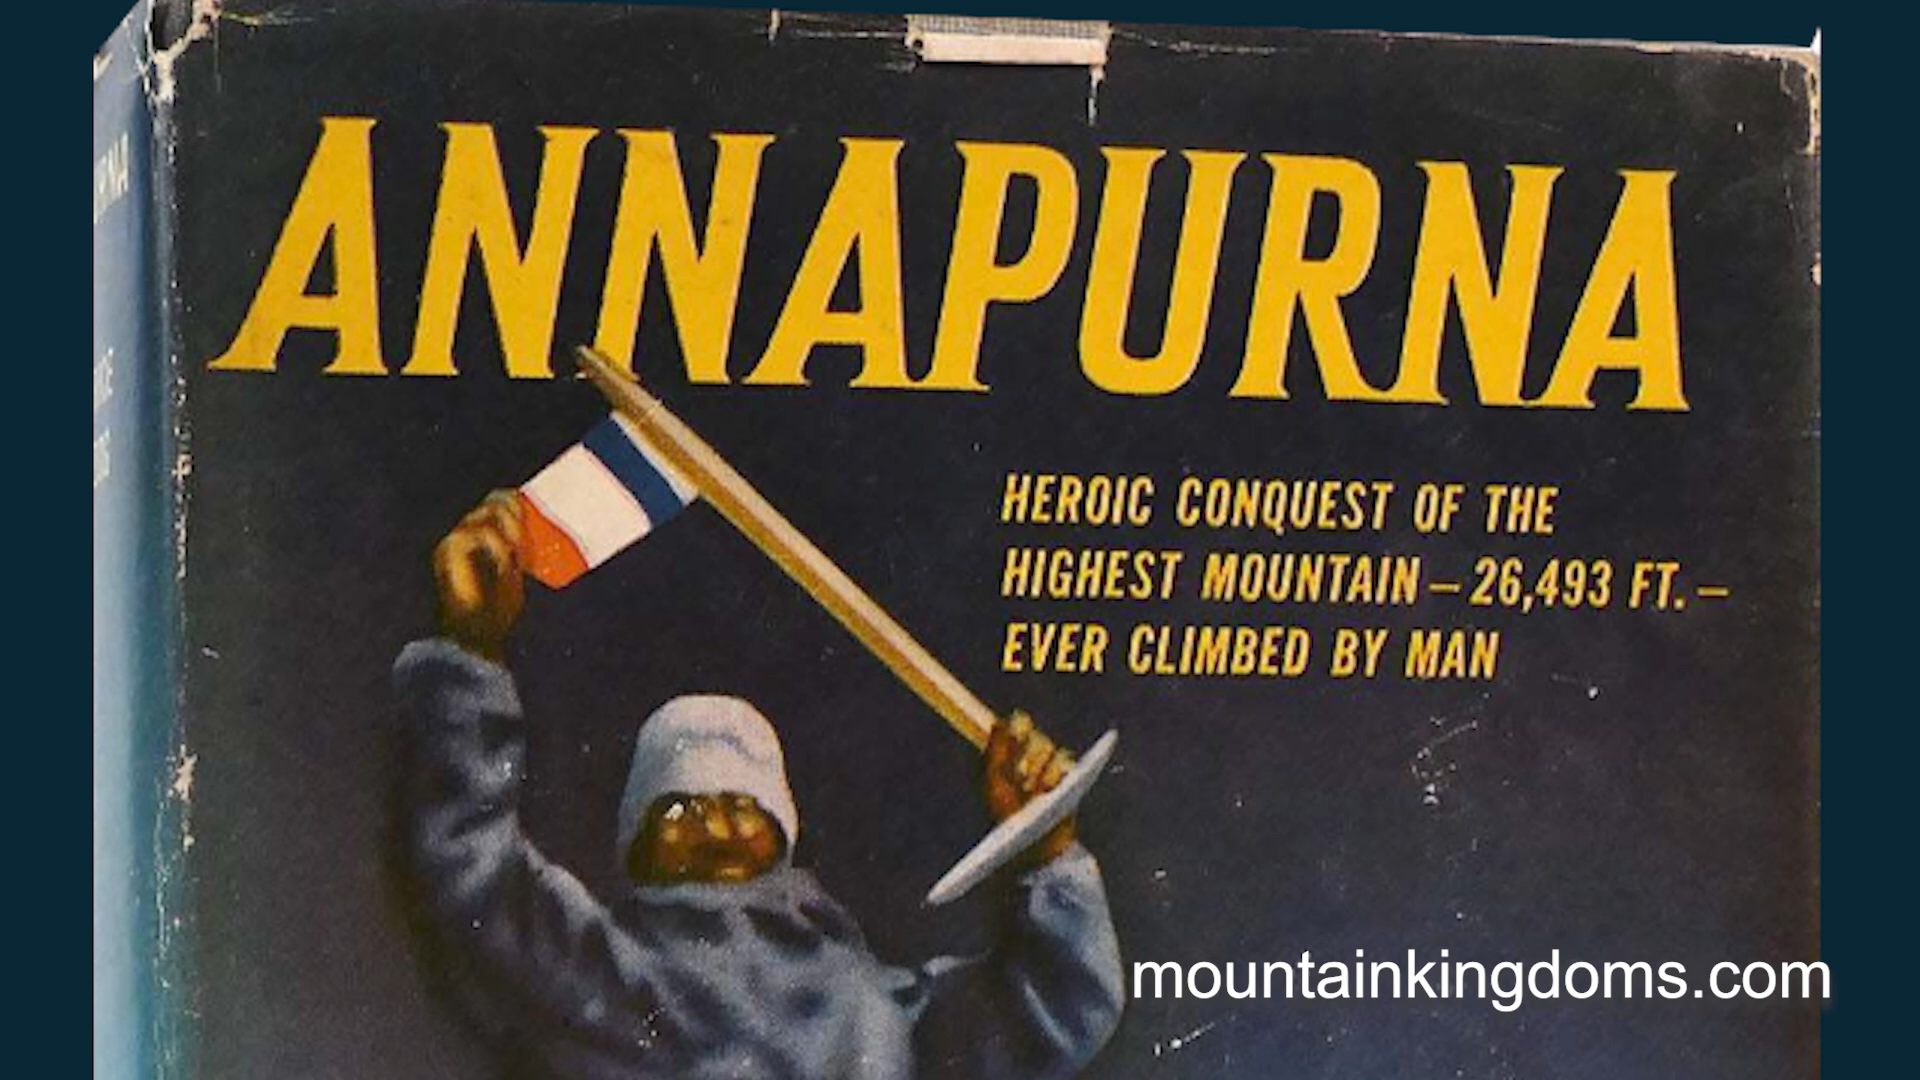 ANNAPURNA
HEROIC CONQUEST OF THE
HIGHEST MOUNTAIN – 26,493 FT. –
EVER CLIMBED BY MAN
mountainkingdoms.com